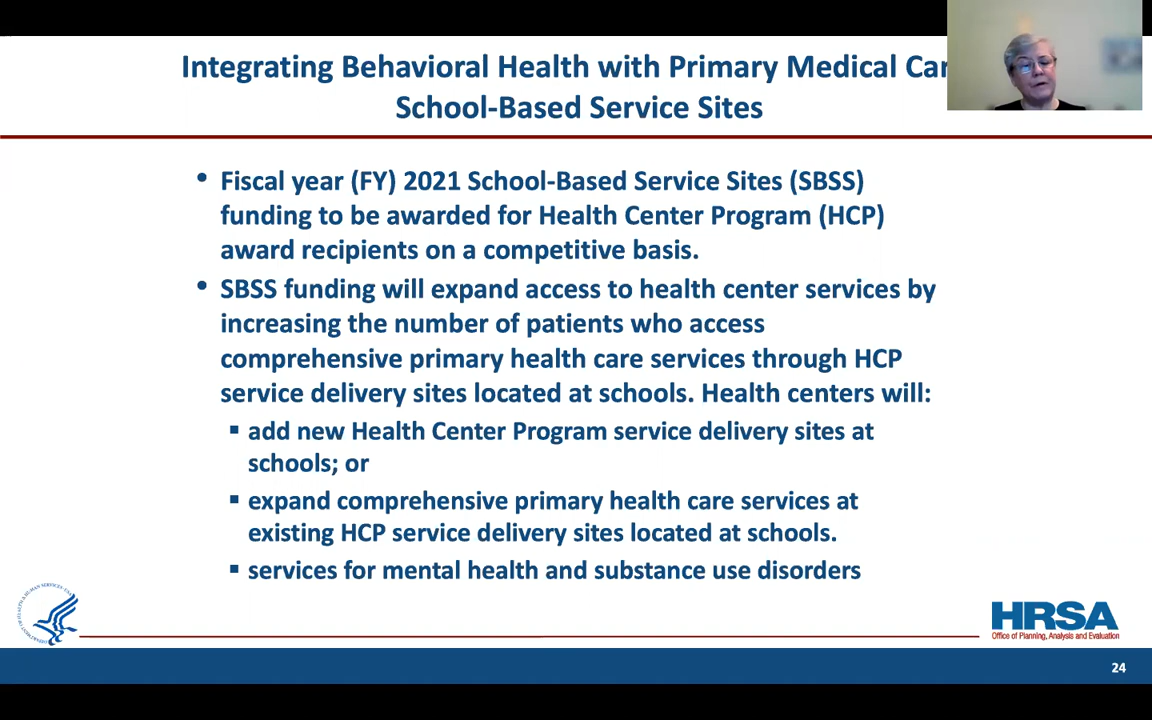 Integrating Behavioral Health with Primary Medical
School-Based Service Sites
• Fiscal year (FY) 2021 School-Based Service Sites (SBSS)
funding to be awarded for Health Center Program (HCP)
award recipients on a competitive basis.
• SBSS funding will expand access to health center services by
increasing the number of patients who access
comprehensive primary health care services through HCP
service delivery sites located at schools. Health centers will:
▪ add new Health Center Program service delivery sites at
schools; or
▪ expand comprehensive primary health care services at
existing HCP service delivery sites located at schools.
▪ services for mental health and substance use disorders
HRSA
Office of Planning, Analysis and Evaluation
24